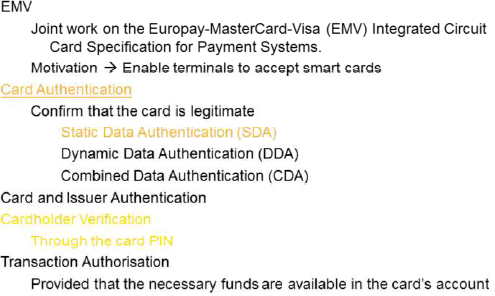 EMV
Joint work on the Europay-MasterCard-Visa (EMV) Integrated Circuit
Card Specification for Payment Systems.
Motivation → Enable terminals to accept smart cards
Card Authentication
Confirm that the card is legitimate
Static Data Authentication (SDA)
Dynamic Data Authentication (DDA)
Combined Data Authentication (CDA)
Card and Issuer Authentication
Cardholder Verification
Through the card PIN
Transaction Authorisation
Provided that the necessary funds are available in the card's account